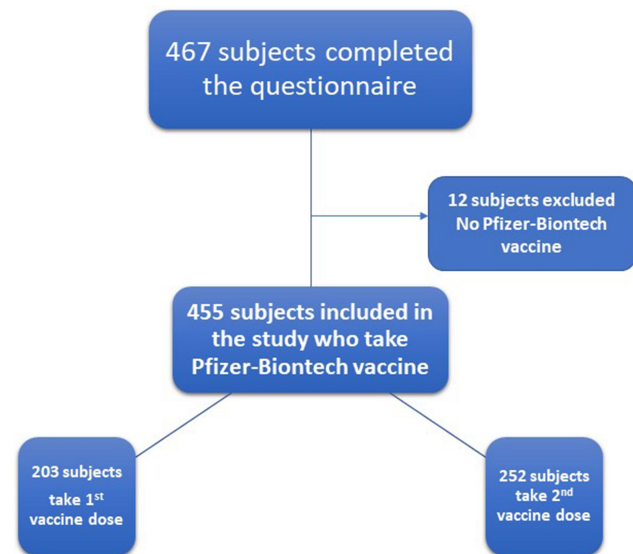 467 subjects completed
the questionnaire
12 subjects excluded
No Pfizer-Biontech
vaccine
455 subjects included in
the study who take
Pfizer-Biontech vaccine
203 subjects
take 1st
vaccine dose
252 subjects
take 2nd
vaccine dose